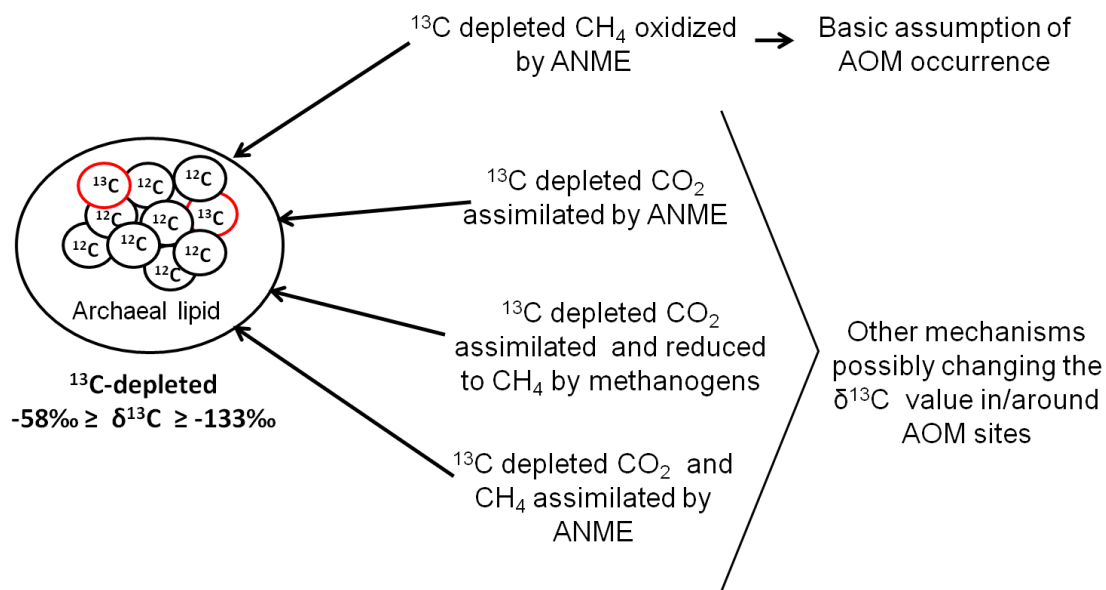 ¹³C depleted CH₄ oxidized
by ANME
Basic assumption of
AOM occurrence
¹³C depleted CO₂
assimilated by ANME
¹³C depleted CO₂
assimilated and reduced
to CH₄ by methanogens
¹³C depleted CO₂ and
CH₄ assimilated by
ANME
Other mechanisms
possibly changing the
δ¹³C value in/around
AOM sites
¹³C
¹²C
¹²C
¹²C
¹²C
¹³C
¹²C
¹²C
¹²C
¹²C
Archaeal lipid
¹³C-depleted
-58‰ ≥ δ¹³C ≥ -133‰